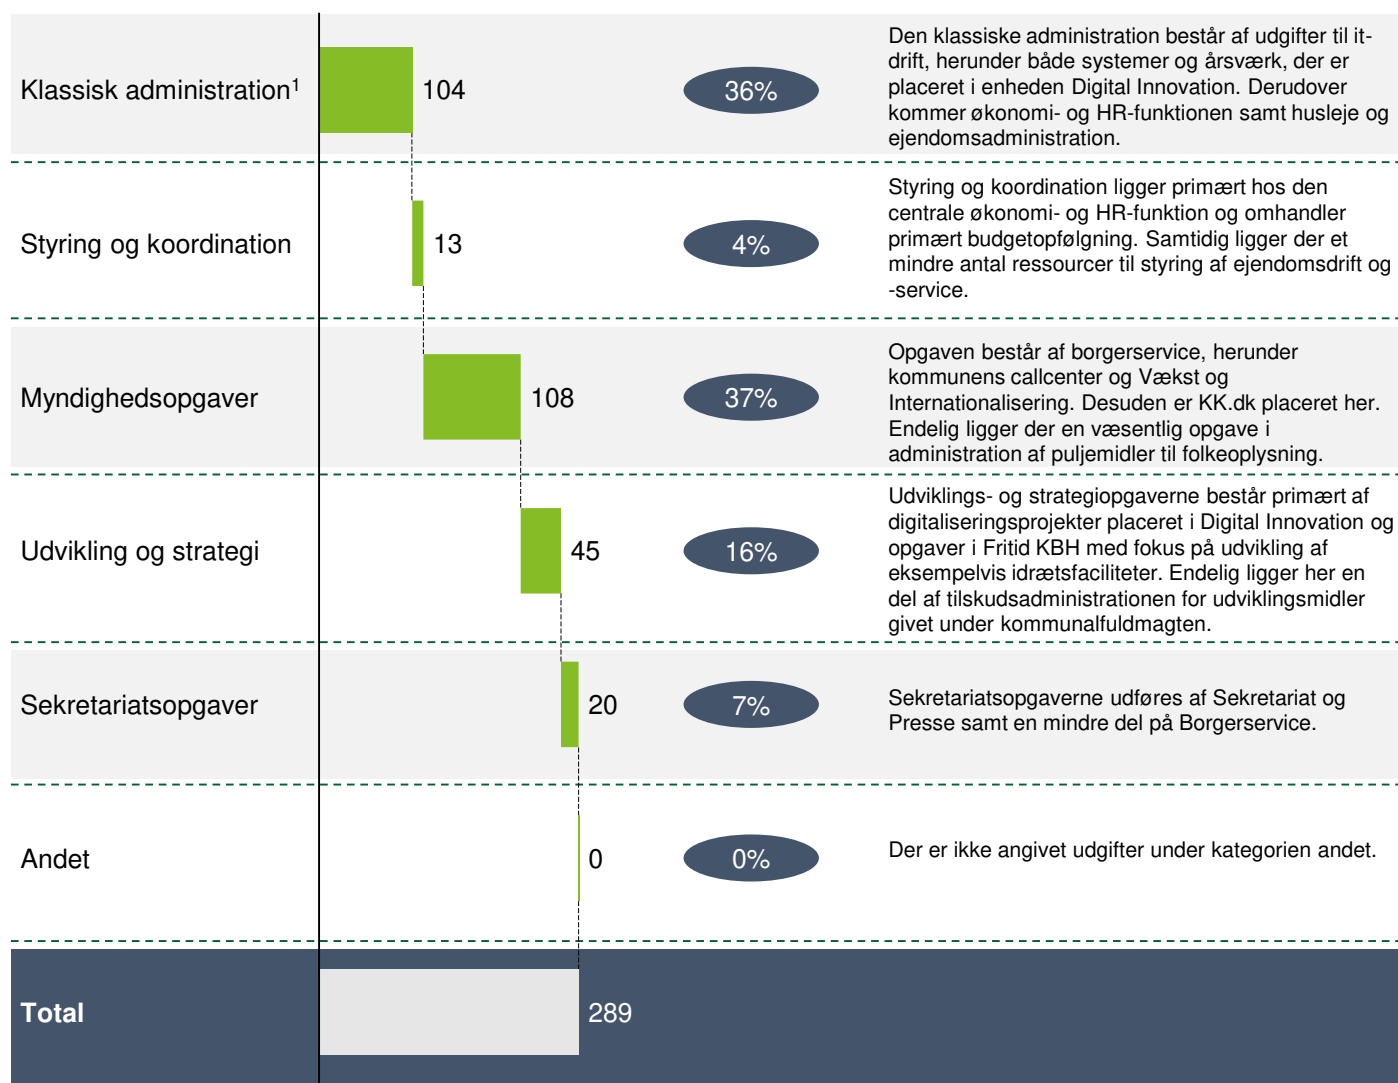 Klassisk administration¹
104
36%
Den klassiske administration består af udgifter til it-
drift, herunder både systemer og årsværk, der er
placeret i enheden Digital Innovation. Derudover
kommer økonomi- og HR-funktionen samt husleje og
ejendomsadministration.
Styring og koordination
13
4%
Styring og koordination ligger primært hos den
centrale økonomi- og HR-funktion og omhandler
primært budgetopfølgning. Samtidig ligger der et
mindre antal ressourcer til styring af ejendomsdrift og
-service.
Myndighedsopgaver
108
37%
Opgaven består af borgerservice, herunder
kommunens callcenter og Vækst og
Internationalisering. Desuden er KK.dk placeret her.
Endelig ligger der en væsentlig opgave i
administration af puljemidler til folkeoplysning.
Udvikling og strategi
45
16%
Udviklings- og strategiopgaverne består primært af
digitaliseringsprojekter placeret i Digital Innovation og
opgaver i Fritid KBH med fokus på udvikling af
eksempelvis idrætsfaciliteter. Endelig ligger her en
del af tilskudsadministrationen for udviklingsmidler
givet under kommunalfuldmagten.
Sekretariatsopgaver
20
7%
Sekretariatsopgaverne udføres af Sekretariat og
Presse samt en mindre del på Borgerservice.
Andet
0
0%
Der er ikke angivet udgifter under kategorien andet.
Total
289